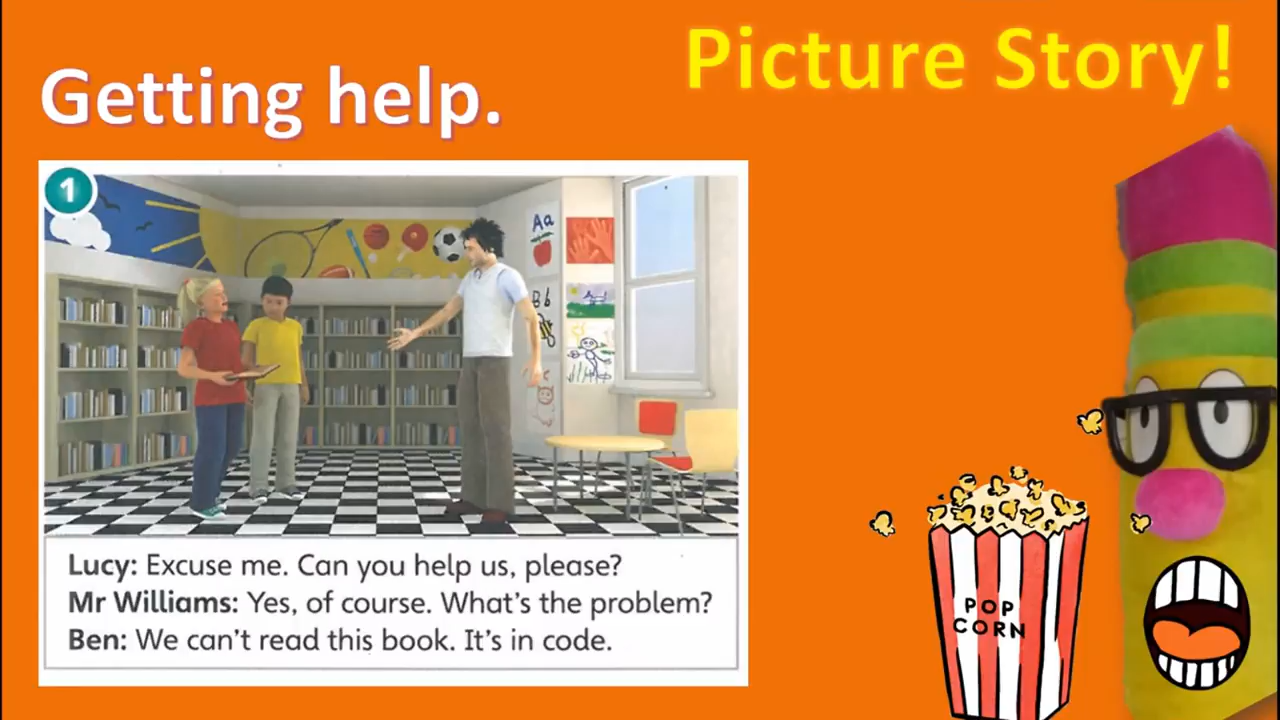 Picture Story!
Getting help.
1
Aa
Bb
Lucy: Excuse me. Can you help us, please?
Mr Williams: Yes, of course. What's the problem?
Ben: We can't read this book. It's in code.
POP
CORN